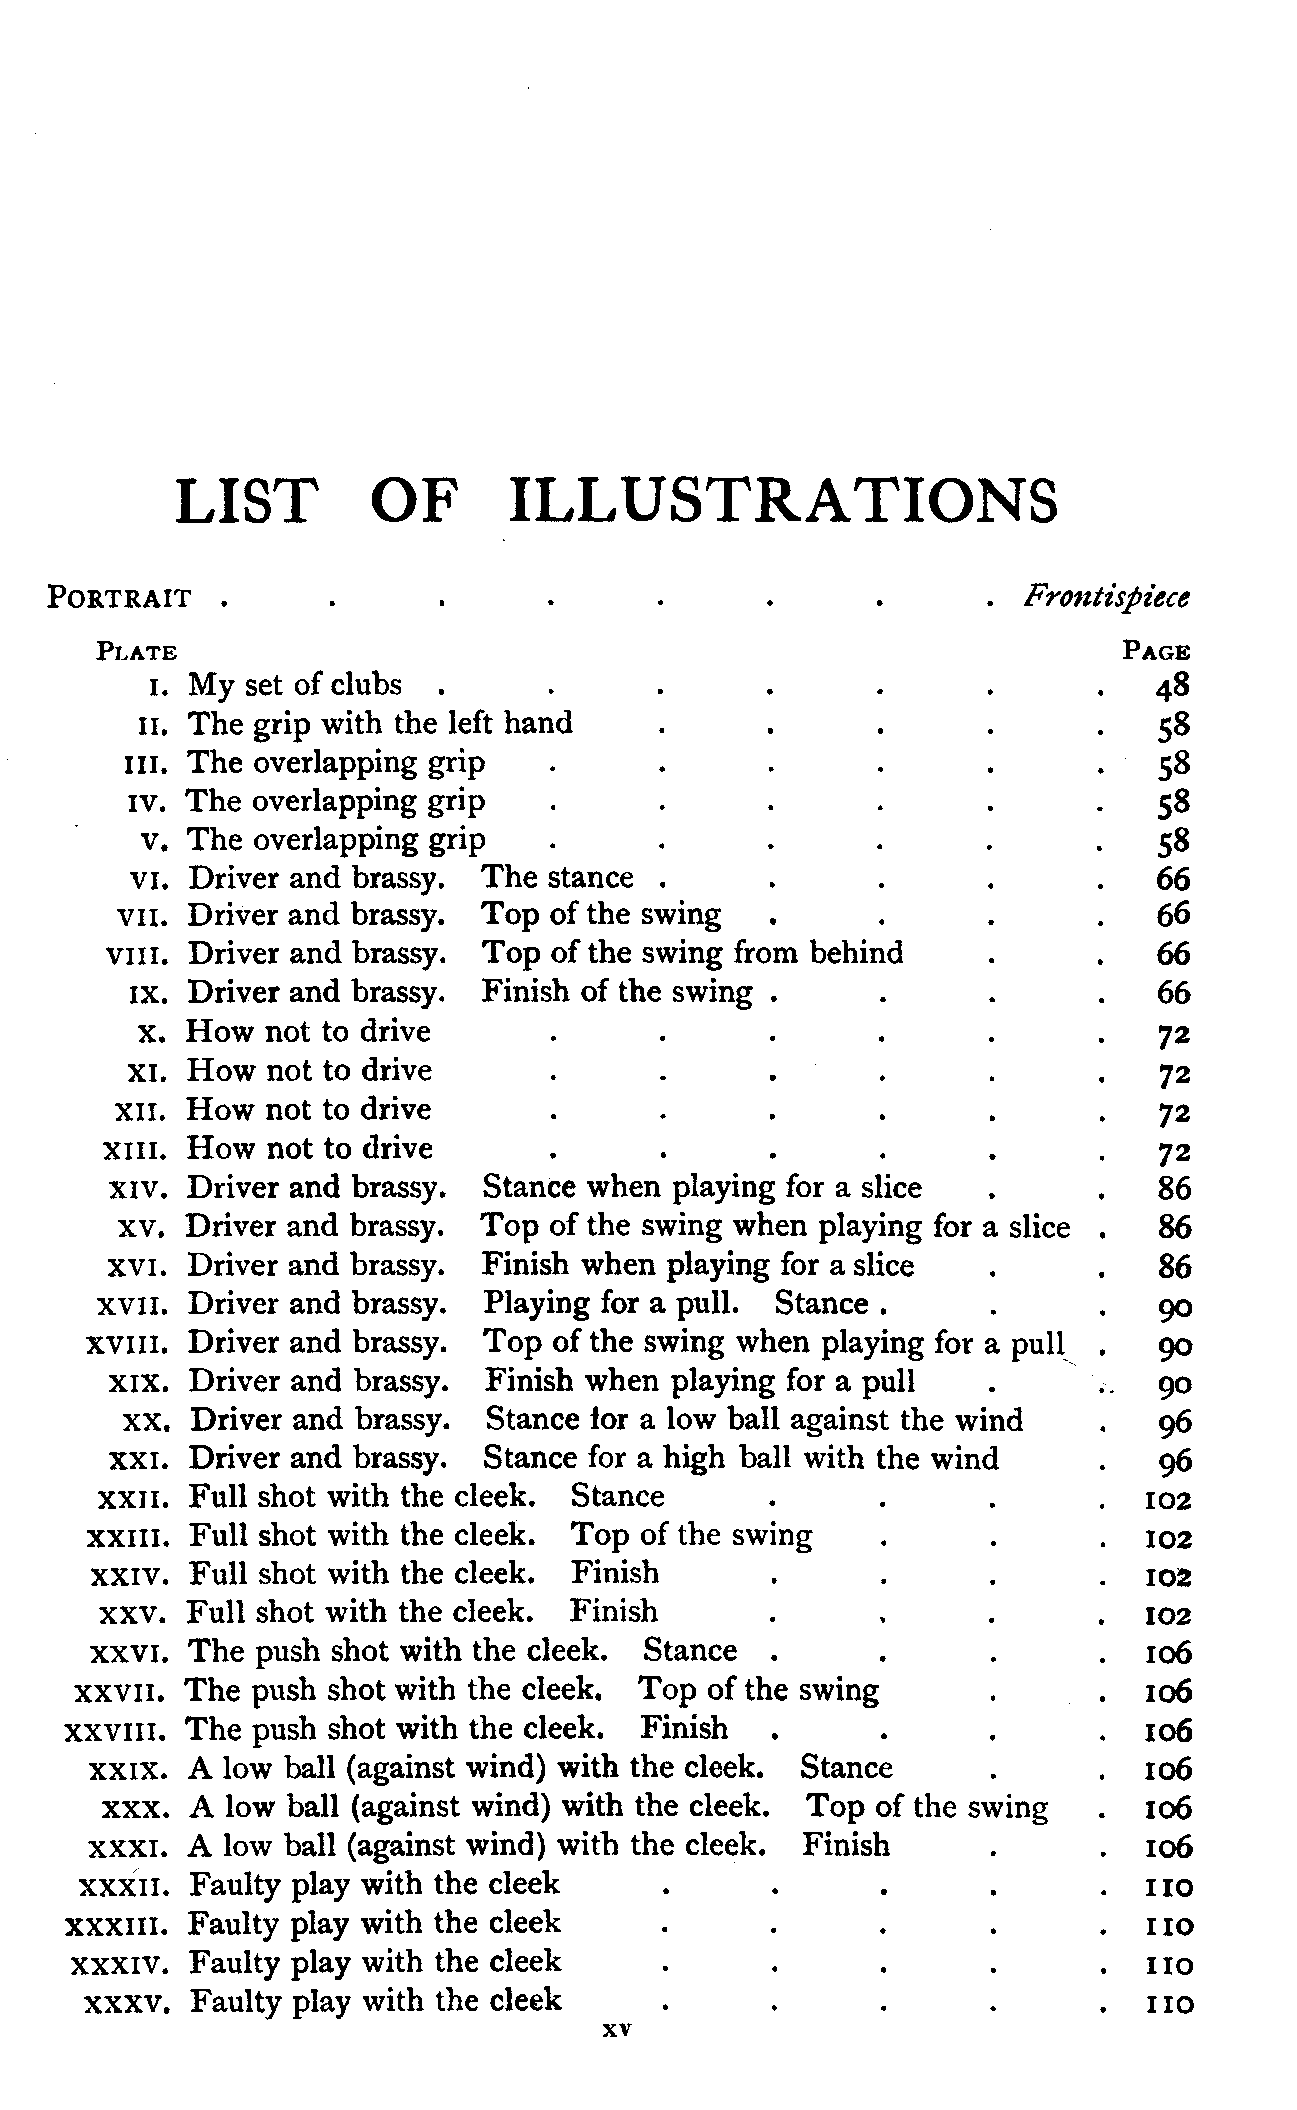 LIST OF ILLUSTRATIONS
PORTRAIT . . . . . . . . Frontispiece
PLATE PAGE
I. My set of clubs . . . . . . . 48
II. The grip with the left hand . . . . . 58
III. The overlapping grip . . . . . . 58
IV. The overlapping grip . . . . . . 58
V. The overlapping grip . . . . . . 58
VI. Driver and brassy. The stance . . . . . 66
VII. Driver and brassy. Top of the swing . . . . 66
VIII. Driver and brassy. Top of the swing from behind . . 66
IX. Driver and brassy. Finish of the swing . . . . 66
X. How not to drive . . . . . . 72
XI. How not to drive . . . . . . 72
XII. How not to drive . . . . . . 72
XIII. How not to drive . . . . . . 72
XIV. Driver and brassy. Stance when playing for a slice . . 86
XV. Driver and brassy. Top of the swing when playing for a slice . 86
XVI. Driver and brassy. Finish when playing for a slice . . 86
XVII. Driver and brassy. Playing for a pull. Stance . . . 90
XVIII. Driver and brassy. Top of the swing when playing for a pull . 90
XIX. Driver and brassy. Finish when playing for a pull . . 90
XX. Driver and brassy. Stance for a low ball against the wind . 96
XXI. Driver and brassy. Stance for a high ball with the wind . 96
XXII. Full shot with the cleek. Stance . . . . 102
XXIII. Full shot with the cleek. Top of the swing . . . 102
XXIV. Full shot with the cleek. Finish . . . . 102
XXV. Full shot with the cleek. Finish . . . . 102
XXVI. The push shot with the cleek. Stance . . . . 106
XXVII. The push shot with the cleek. Top of the swing . . 106
XXVIII. The push shot with the cleek. Finish . . . . 106
XXIX. A low ball (against wind) with the cleek. Stance . . 106
XXX. A low ball (against wind) with the cleek. Top of the swing . 106
XXXI. A low ball (against wind) with the cleek. Finish . . 106
XXXII. Faulty play with the cleek . . . . . 110
XXXIII. Faulty play with the cleek . . . . . 110
XXXIV. Faulty play with the cleek . . . . . 110
XXXV. Faulty play with the cleek . . . . . 110
xv